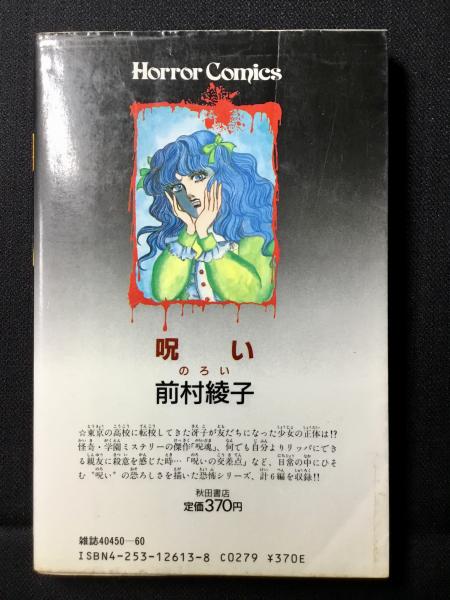 Horror Comics
呪い
のろい
前村綾子
☆東京の高校に転校してきた冴子が友だちになった少女の正体は!?
怪奇・学園ミステリーの傑作「呪魂」、何でも自分よりリッパにでき
る親友に殺意を感じた時…「呪いの交差点」など、日常の中にひそ
む“呪い”の恐ろしさを描いた恐怖シリーズ、計6編を収録!!
秋田書店
定価370円
雑誌40450-60
ISBN4-253-12613-8 C0279 ¥370E